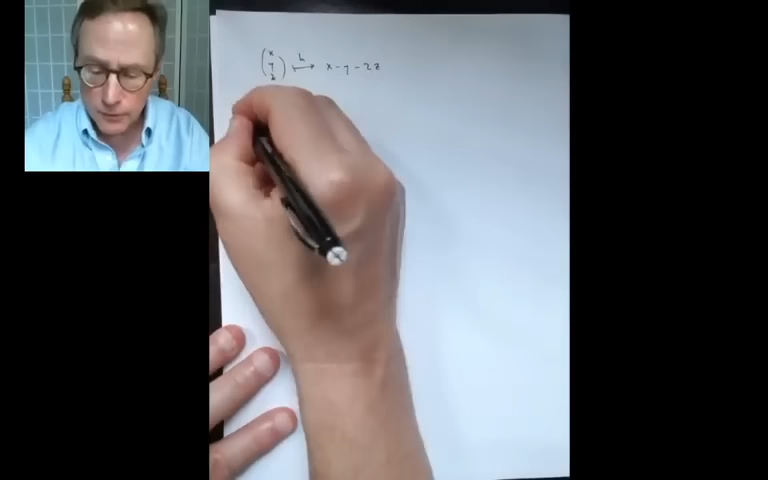 (x y z) ⟼ʰ x - y - 2z